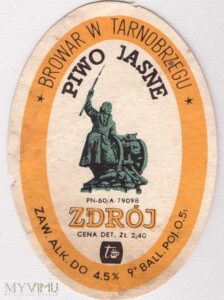 ★ BROWAR W TARNOBRZEGU ★
PIWO JASNE
PN-60/A-79098
ZDRÓJ
CENA DET. ZŁ 2,40
ZAW. ALK. DO 4,5% 9° BALL. POJ. 0,5 l
MYVIMU